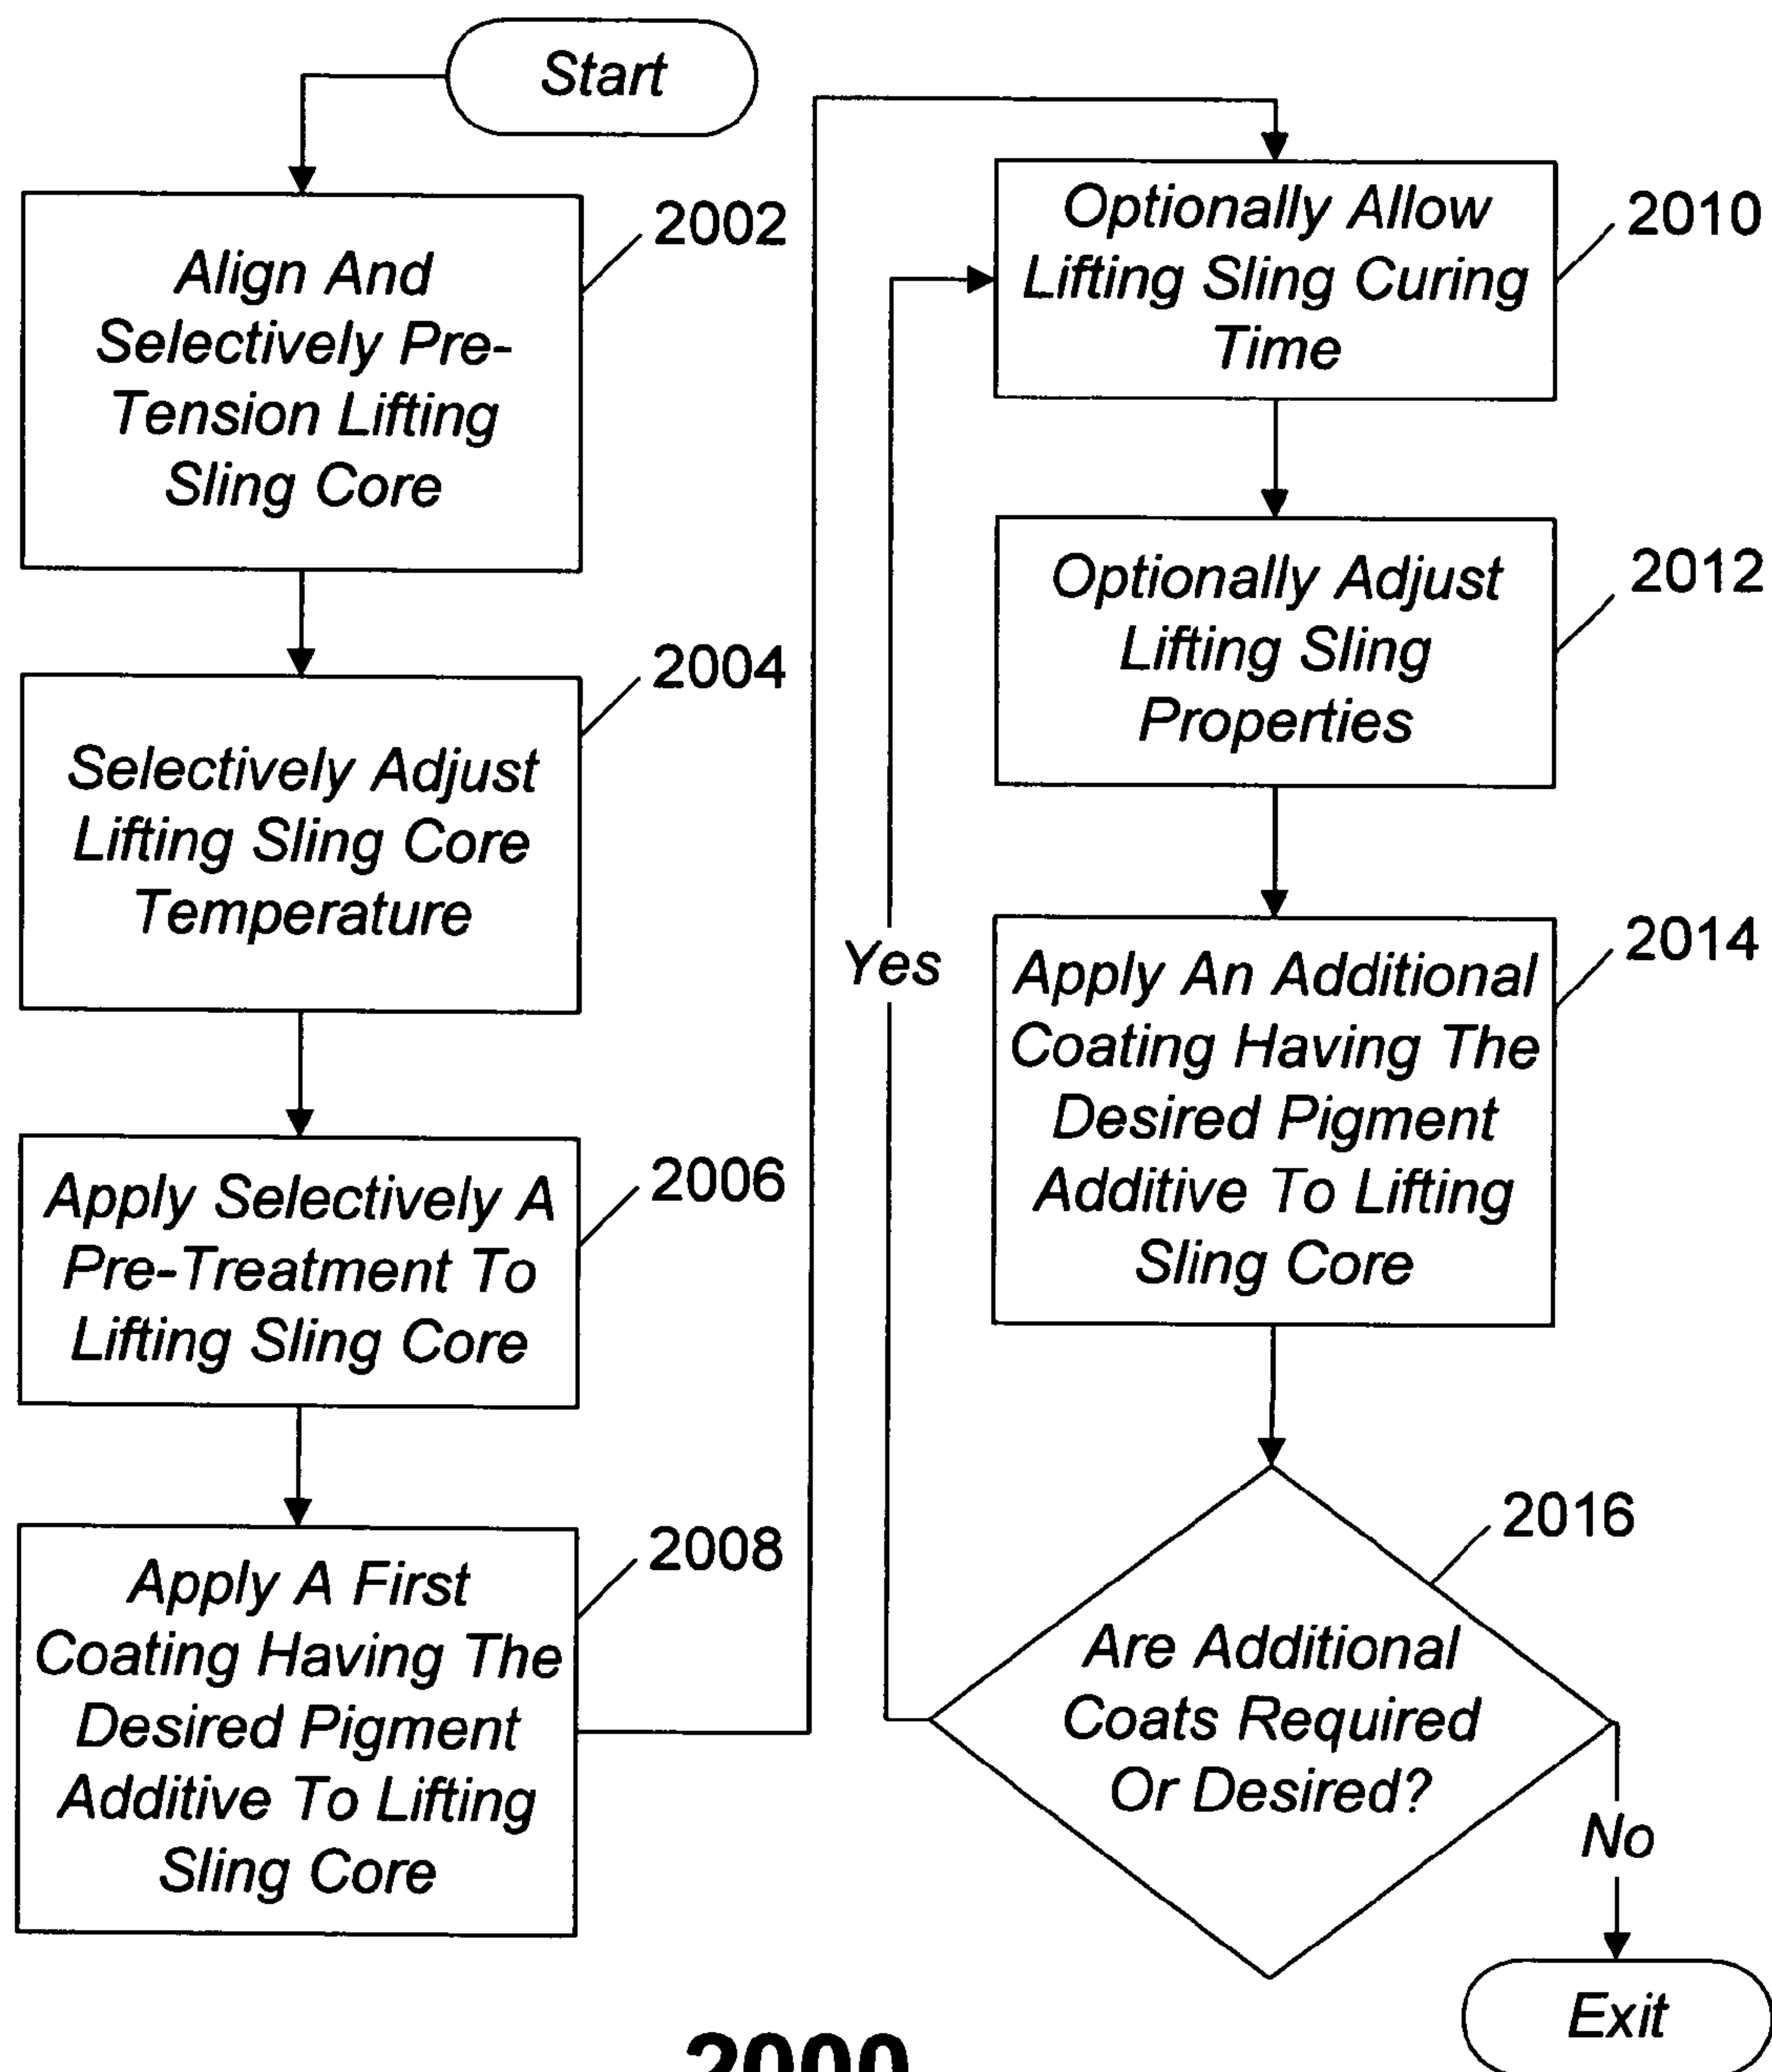 Start
Align And
Selectively Pre-
Tension Lifting
Sling Core
2002
Selectively Adjust
Lifting Sling Core
Temperature
2004
Apply Selectively A
Pre-Treatment To
Lifting Sling Core
2006
Apply A First
Coating Having The
Desired Pigment
Additive To Lifting
Sling Core
2008
Optionally Allow
Lifting Sling Curing
Time
2010
Optionally Adjust
Lifting Sling
Properties
2012
Apply An Additional
Coating Having The
Desired Pigment
Additive To Lifting
Sling Core
2014
Yes
Are Additional
Coats Required
Or Desired?
2016
No
Exit
2000